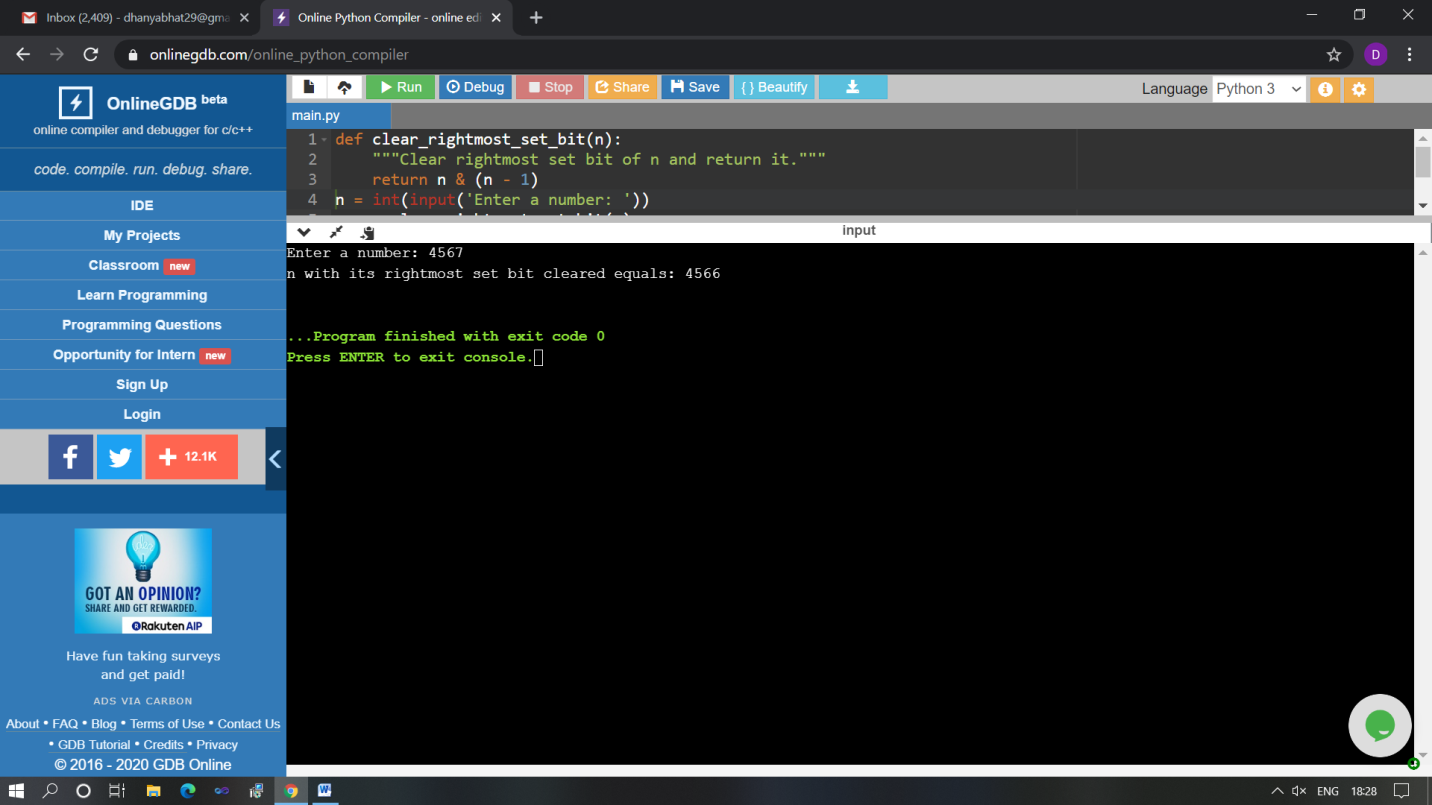 Inbox (2,409) - dhanyabhat29@gma
Online Python Compiler - online edi
onlinegdb.com/online_python_compiler
D
OnlineGDB beta
online compiler and debugger for c/c++
code. compile. run. debug. share.
IDE
My Projects
Classroom new
Learn Programming
Programming Questions
Opportunity for Intern new
Sign Up
Login
f
12.1K
GOT AN OPINION?
SHARE AND GET REWARDED.
Rakuten AIP
Have fun taking surveys
and get paid!
ADS VIA CARBON
About • FAQ • Blog • Terms of Use • Contact Us
• GDB Tutorial • Credits • Privacy
© 2016 - 2020 GDB Online
Run Debug Stop Share Save { } Beautify
Language Python 3
main.py
1 def clear_rightmost_set_bit(n):
2 """Clear rightmost set bit of n and return it."""
3 return n & (n - 1)
4 n = int(input('Enter a number: '))
input
Enter a number: 4567
n with its rightmost set bit cleared equals: 4566
...Program finished with exit code 0
Press ENTER to exit console.
ENG 18:28